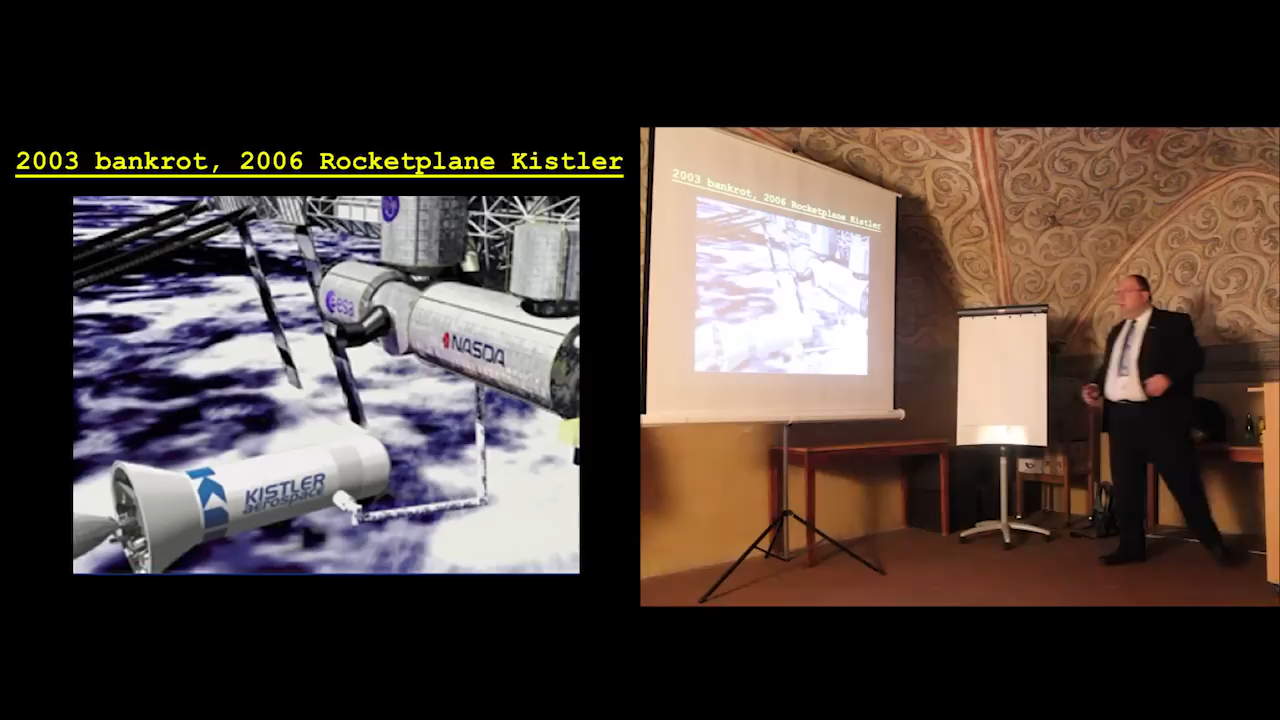 2003 bankrot, 2006 Rocketplane Kistler
esa
NASDA
KISTLER
aerospace
2003 bankrot, 2006 Rocketplane Kistler